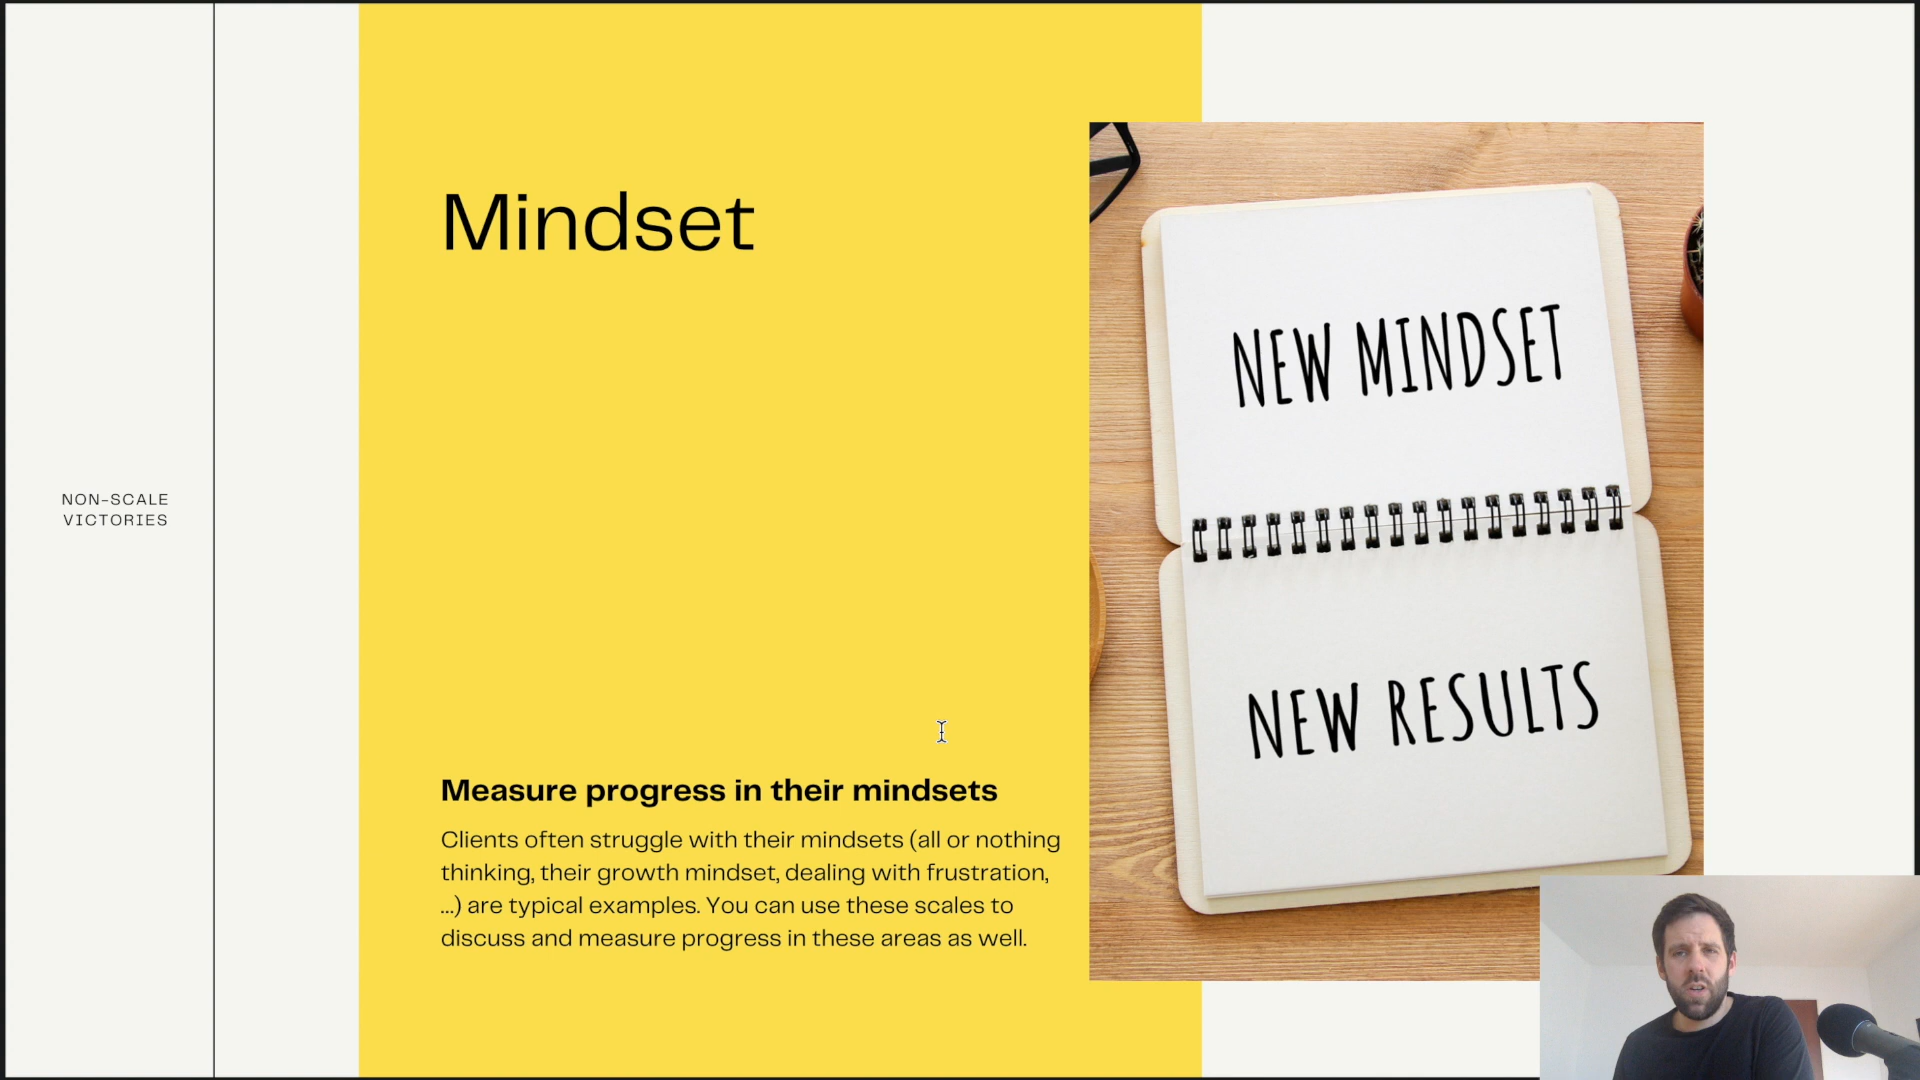 NON-SCALE
VICTORIES
Mindset
Measure progress in their mindsets
Clients often struggle with their mindsets (all or nothing
thinking, their growth mindset, dealing with frustration,
...) are typical examples. You can use these scales to
discuss and measure progress in these areas as well.
NEW MINDSET
NEW RESULTS